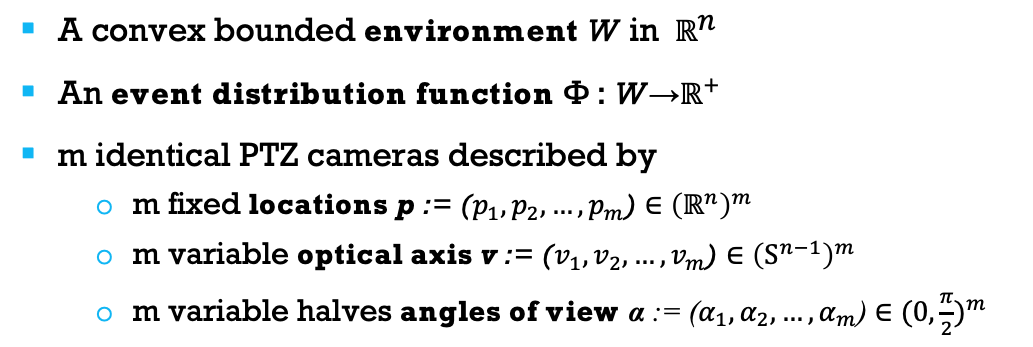 ▪ A convex bounded environment W in ℝⁿ
▪ An event distribution function Φ : W→ℝ⁺
▪ m identical PTZ cameras described by
o m fixed locations p := (p₁, p₂, …, pₘ) ∈ (ℝⁿ)ᵐ
o m variable optical axis v := (v₁, v₂, …, vₘ) ∈ (Sⁿ⁻¹)ᵐ
o m variable halves angles of view α := (α₁, α₂, …, αₘ) ∈ (0, π/2)ᵐ